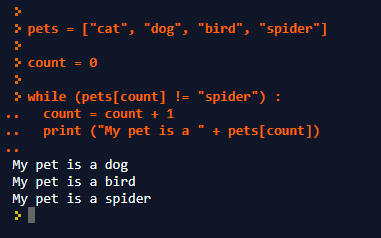 >
> pets = ["cat", "dog", "bird", "spider"]
>
> count = 0
>
> while (pets[count] != "spider") :
..   count = count + 1
..   print ("My pet is a " + pets[count])
..
My pet is a dog
My pet is a bird
My pet is a spider
>